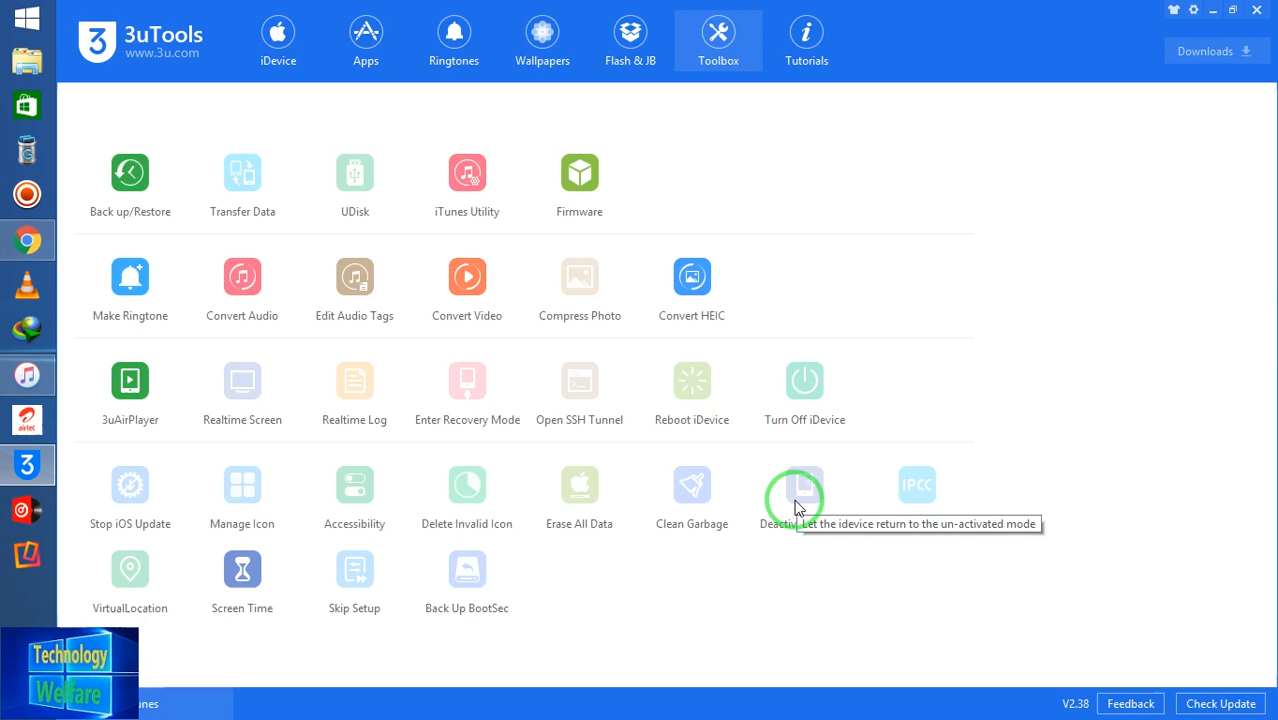 3uTools
www.3u.com
iDevice
Apps
Ringtones
Wallpapers
Flash & JB
Toolbox
Tutorials
Downloads
Back up/Restore
Transfer Data
UDisk
iTunes Utility
Firmware
Make Ringtone
Convert Audio
Edit Audio Tags
Convert Video
Compress Photo
Convert HEIC
3uAirPlayer
Realtime Screen
Realtime Log
Enter Recovery Mode
Open SSH Tunnel
Reboot iDevice
Turn Off iDevice
IPCC
Stop iOS Update
Manage Icon
Accessibility
Delete Invalid Icon
Erase All Data
Clean Garbage
Deactiv
Let the idevice return to the un-activated mode
VirtualLocation
Screen Time
Skip Setup
Back Up BootSec
airtel
Technology
Welfare
unes
V2.38
Feedback
Check Update